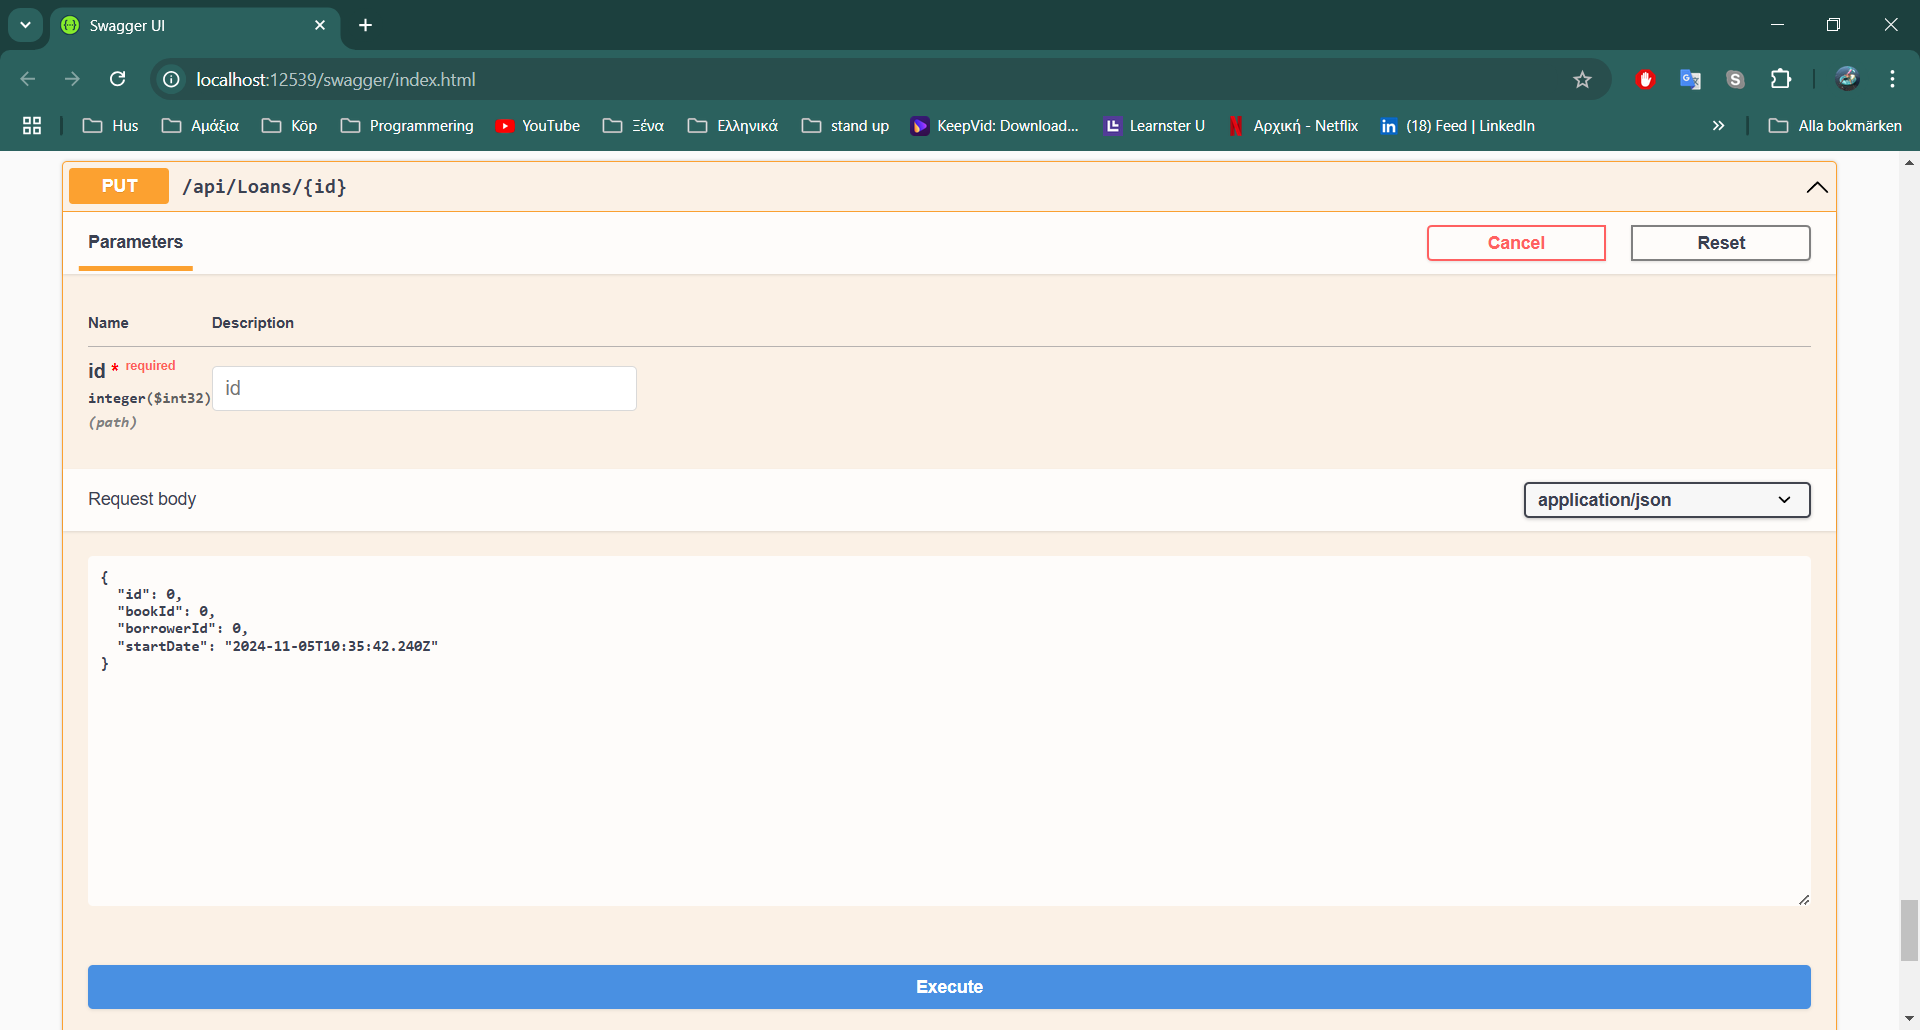 Swagger UI
localhost:12539/swagger/index.html
Hus Αμάξια Köp Programmering YouTube Ξένα Ελληνικά stand up KeepVid: Download... Learnster U Αρχική - Netflix (18) Feed | LinkedIn » Alla bokmärken
PUT /api/Loans/{id}
Parameters Cancel Reset
Name Description
id * required
id
integer($int32)
(path)
Request body application/json
{
"id": 0,
"bookId": 0,
"borrowerId": 0,
"startDate": "2024-11-05T10:35:42.240Z"
}
Execute